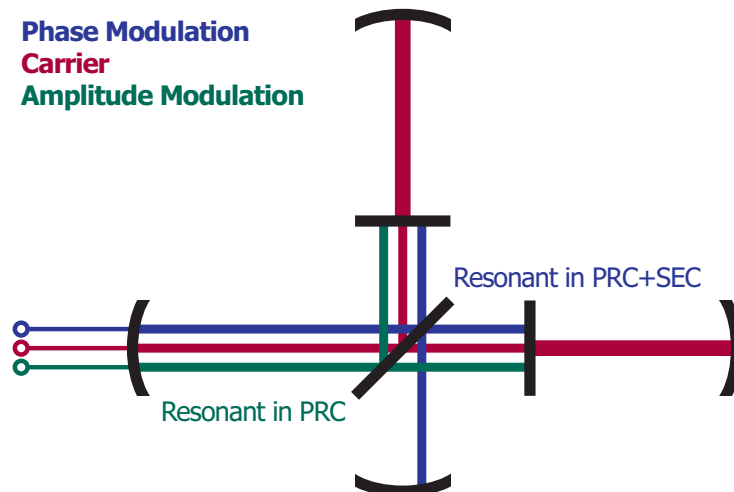 Phase Modulation
Carrier
Amplitude Modulation
Resonant in PRC+SEC
Resonant in PRC